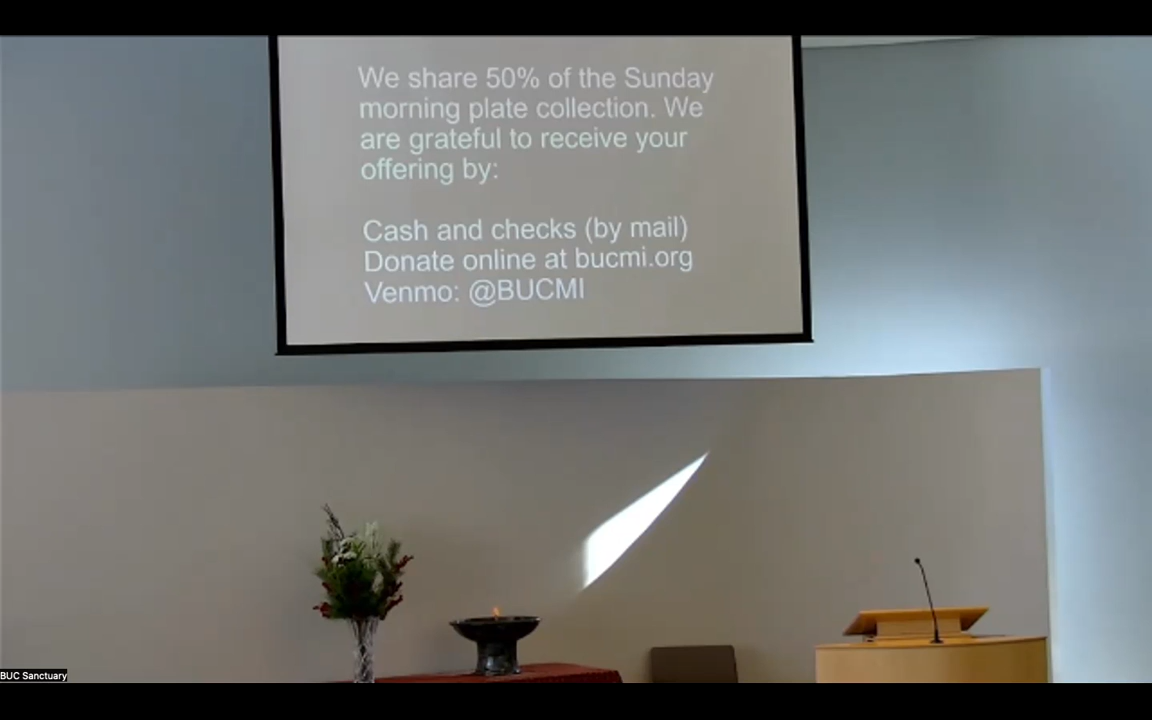 We share 50% of the Sunday
morning plate collection. We
are grateful to receive your
offering by:
Cash and checks (by mail)
Donate online at bucmi.org
Venmo: @BUCMI
BUC Sanctuary